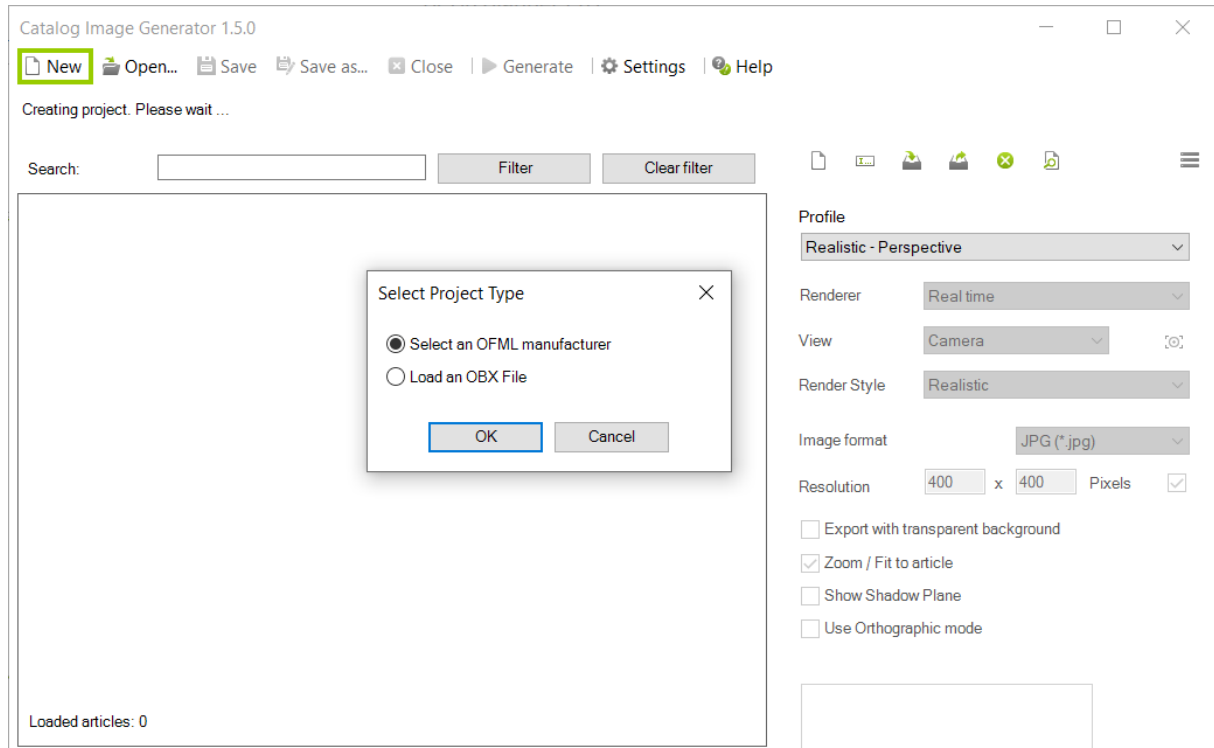 Catalog Image Generator 1.5.0
New Open... Save Save as... Close Generate Settings Help
Creating project. Please wait ...
Search: Filter Clear filter
Profile
Realistic - Perspective
Select Project Type
Renderer Real time
Select an OFML manufacturer
View Camera
Load an OBX File
Render Style Realistic
OK Cancel
Image format JPG (*.jpg)
Resolution 400 x 400 Pixels
Export with transparent background
Zoom / Fit to article
Show Shadow Plane
Use Orthographic mode
Loaded articles: 0